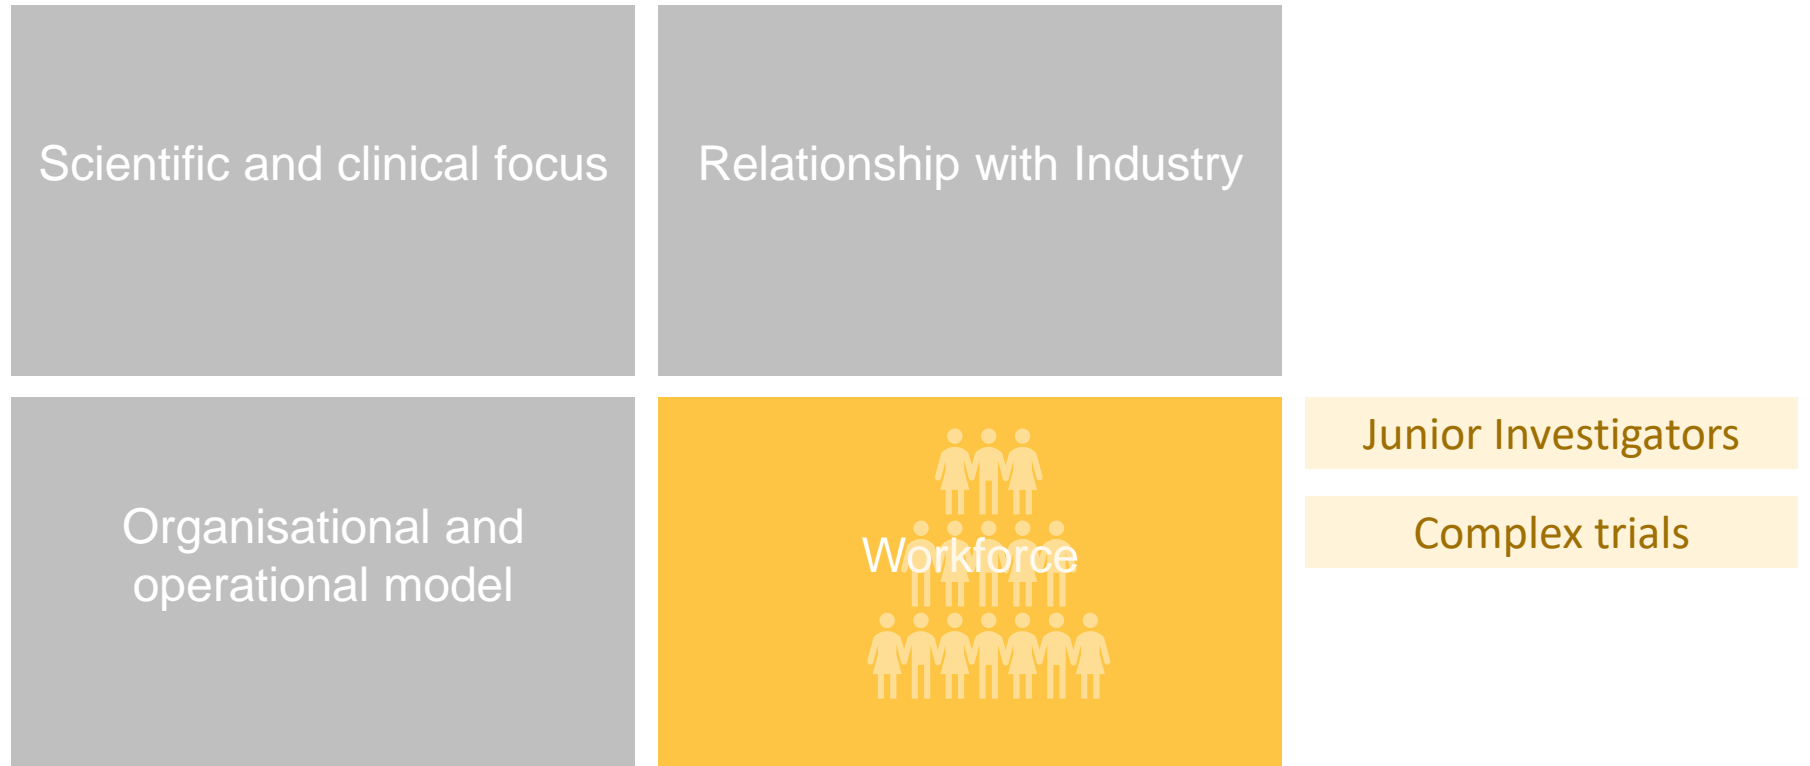 Scientific and clinical focus
Relationship with Industry
Organisational and
operational model
Workforce
Junior Investigators
Complex trials